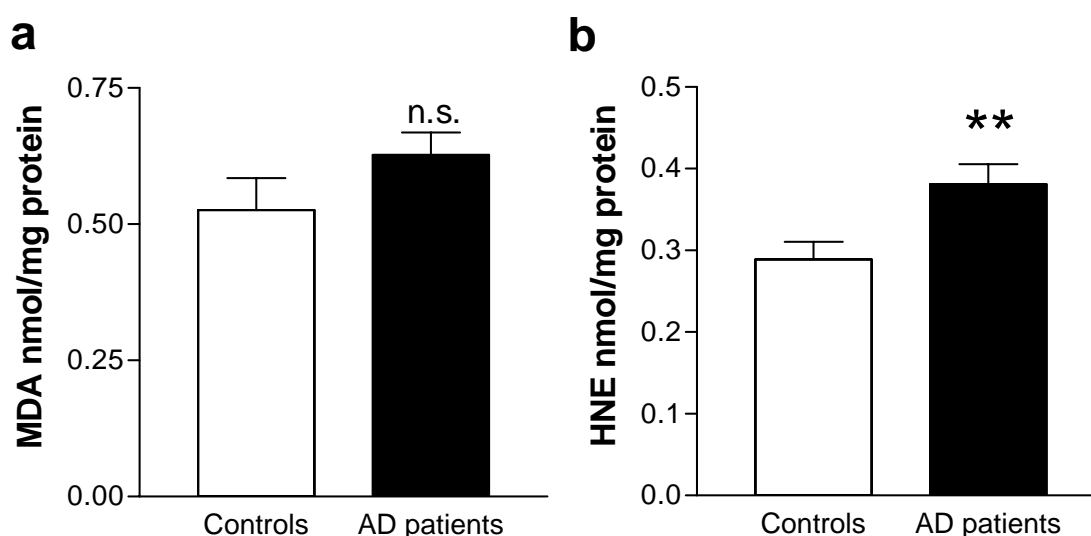 a
MDA nmol/mg protein
0.75
0.50
0.25
0.00
n.s.
Controls
AD patients
b
HNE nmol/mg protein
0.5
0.4
0.3
0.2
0.1
0.0
**
Controls
AD patients